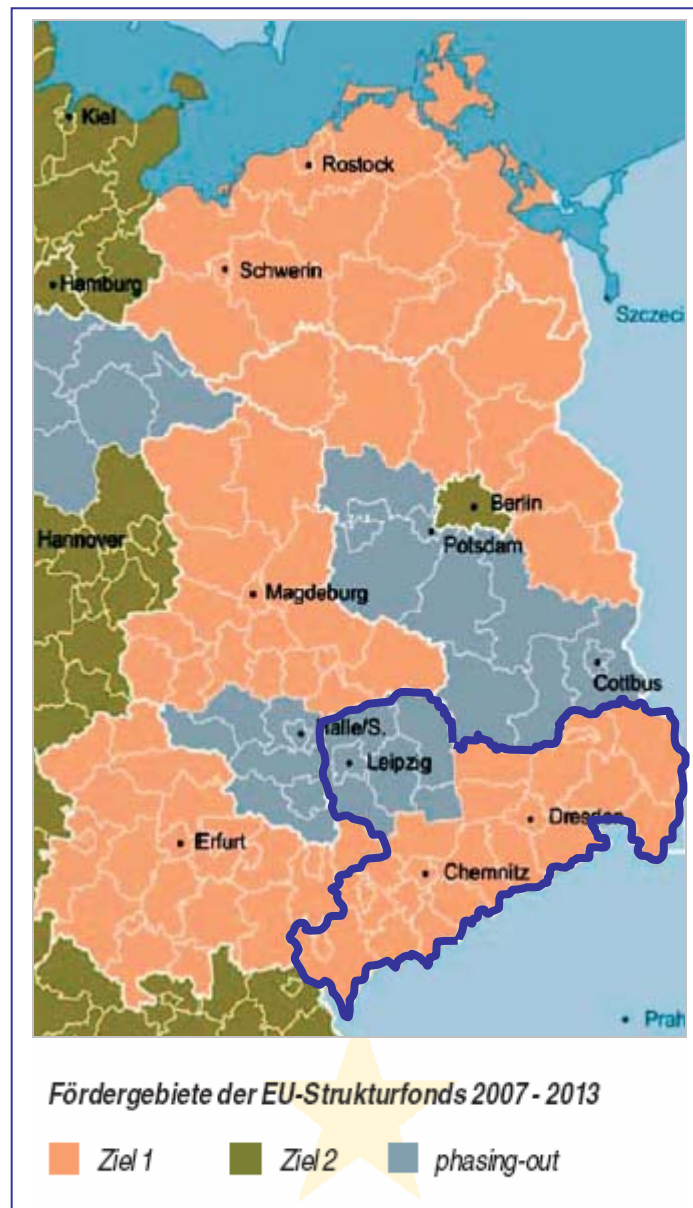 Kiel
Rostock
Schwerin
Hamburg
Szczeci
Berlin
Hannover
Potsdam
Magdeburg
Cottbus
alle/S.
Leipzig
Dresden
Erfurt
Chemnitz
Prah
Fördergebiete der EU-Strukturfonds 2007 - 2013
Ziel 1 Ziel 2 phasing-out